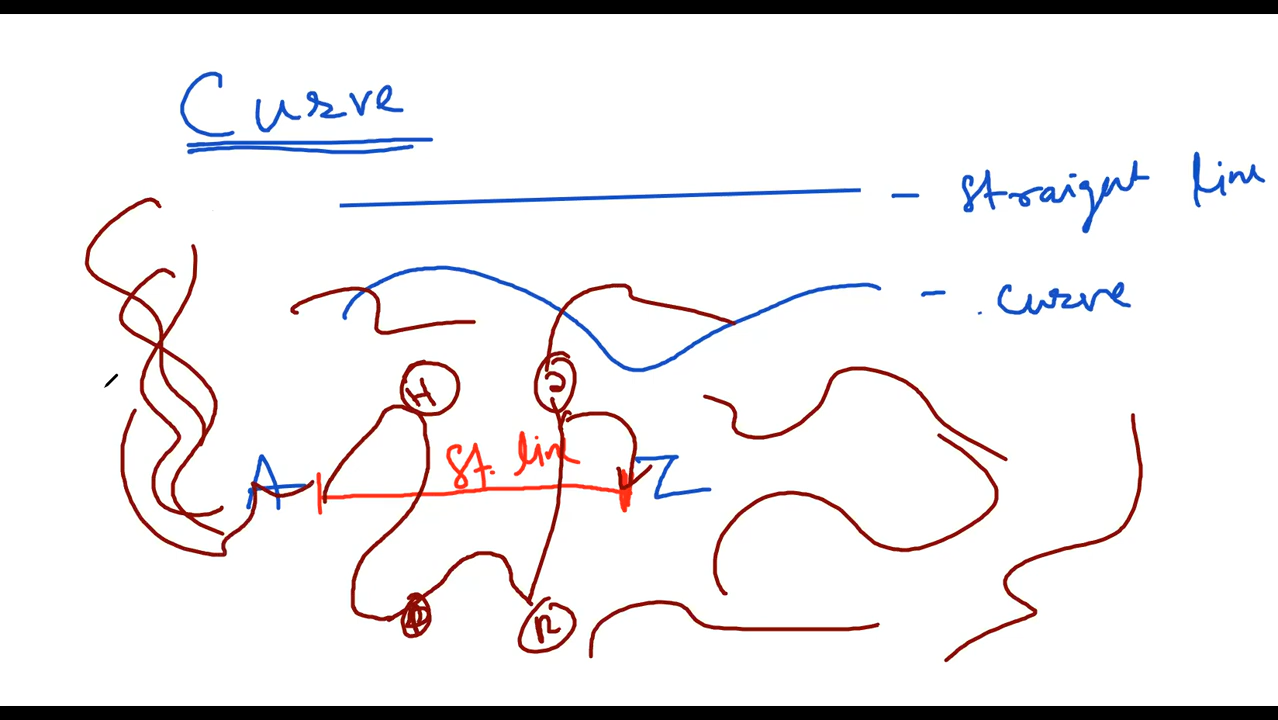 Curve
- straight line
- curve
H
St. line
A
Z
R